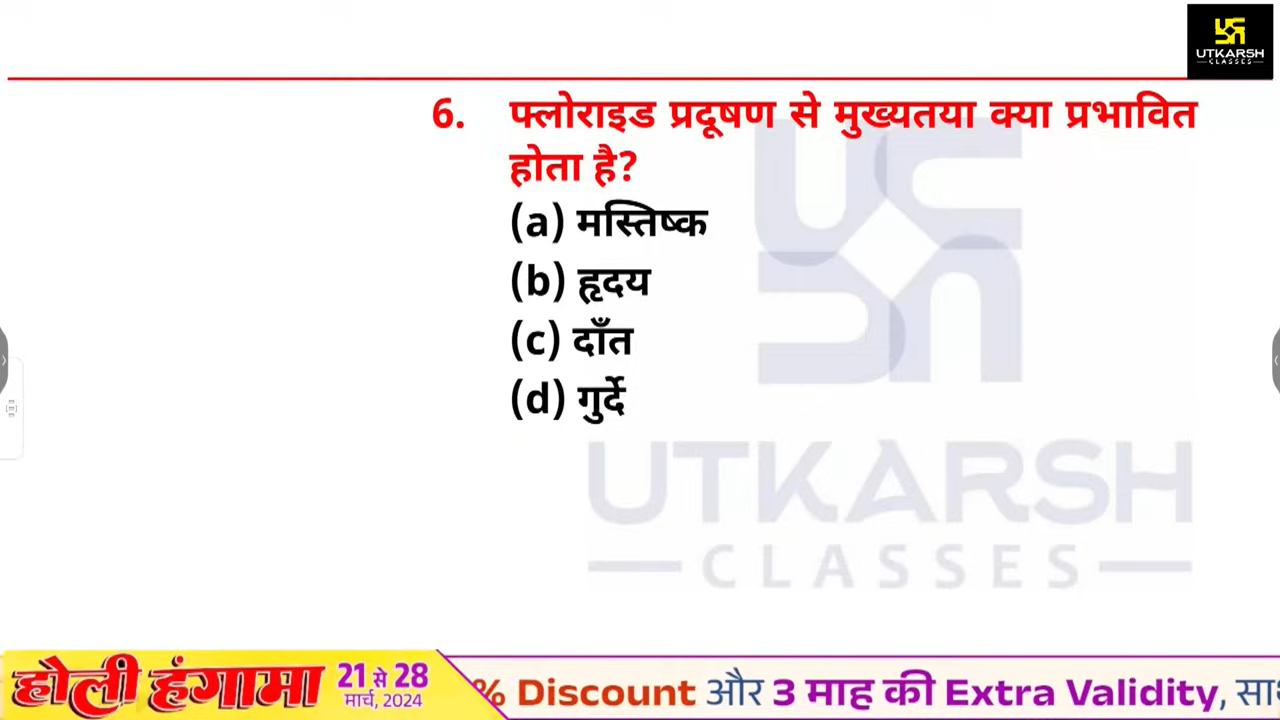 UTKARSH
CLASSES
6. फ्लोराइड प्रदूषण से मुख्यतया क्या प्रभावित
होता है?
(a) मस्तिष्क
(b) हृदय
(c) दाँत
(d) गुर्दे
UTKARSH
CLASSES
होली हंगामा 21 से 28
मार्च, 2024
% Discount और 3 माह की Extra Validity, सा